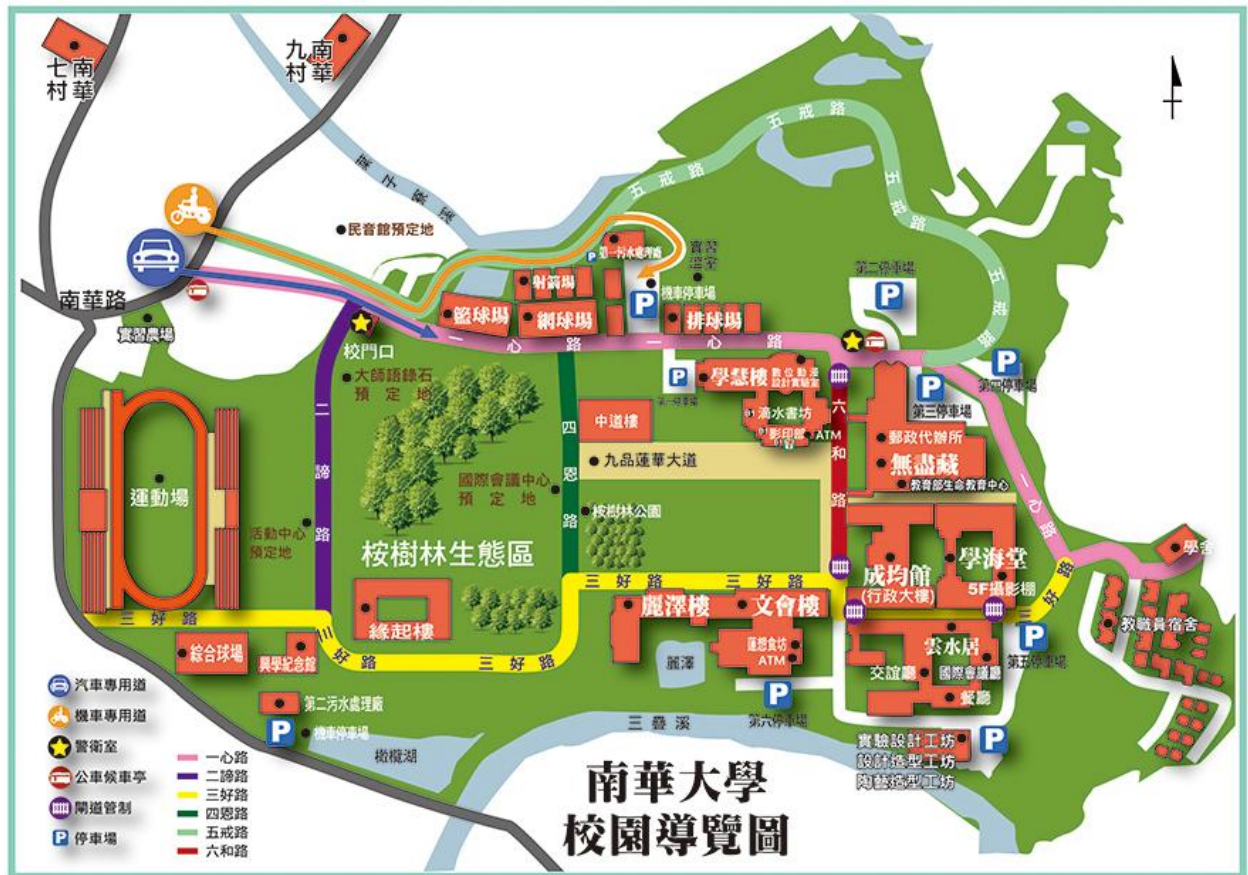 南華
七村
南華
九村
葉子寮溪
五戒路
五戒路
五戒路
五戒路
民音館預定地
第一污水處理廠
P
實習
溫室
機車停車場
P
第二停車場
P
南華路
實習農場
射箭場
籃球場
網球場
排球場
一心路
一心路
校門口
大師語錄石
預定地
P
第一停車場
學慧樓
數位動漫
設計實驗室
滴水書坊
影印部
ATM
六和路
P
第三停車場
P
第四停車場
郵政代辦所
無盡藏
教育部生命教育中心
二諦路
四恩路
中道樓
九品蓮華大道
國際會議中心
預定地
桉樹林公園
運動場
活動中心
預定地
桉樹林生態區
一心路
學舍
成均館
(行政大樓)
學海堂
5F攝影棚
三好路
三好路
三好路
三好路
三好路
三好路
緣起樓
麗澤樓
文會樓
蓮想食坊
ATM
麗澤
雲水居
交誼廳
國際會議廳
餐廳
P
第五停車場
教職員宿舍
綜合球場
興學紀念館
第二污水處理廠
P
機車停車場
橄欖湖
三疊溪
P
第六停車場
實驗設計工坊
設計造型工坊
陶藝造型工坊
P
汽車專用道
機車專用道
警衛室
公車候車亭
閘道管制
P 停車場
一心路
二諦路
三好路
四恩路
五戒路
六和路
南華大學
校園導覽圖